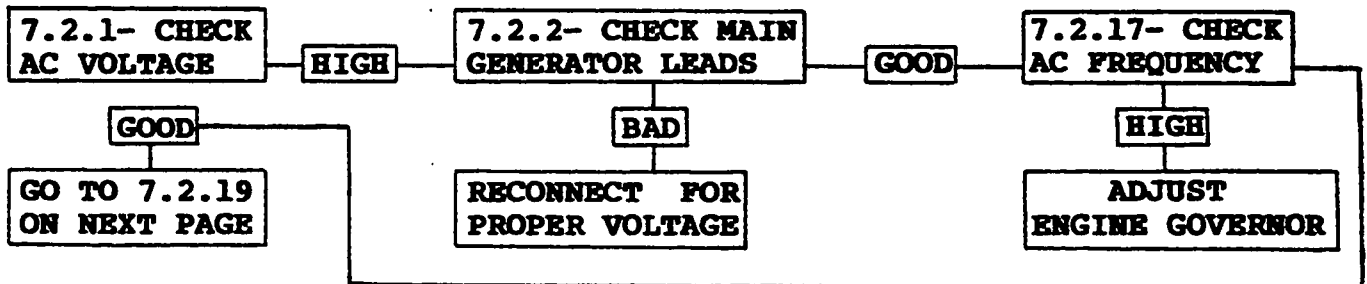 7.2.1- CHECK
AC VOLTAGE
HIGH
7.2.2- CHECK MAIN
GENERATOR LEADS
GOOD
7.2.17- CHECK
AC FREQUENCY
GOOD
BAD
HIGH
GO TO 7.2.19
ON NEXT PAGE
RECONNECT FOR
PROPER VOLTAGE
ADJUST
ENGINE GOVERNOR